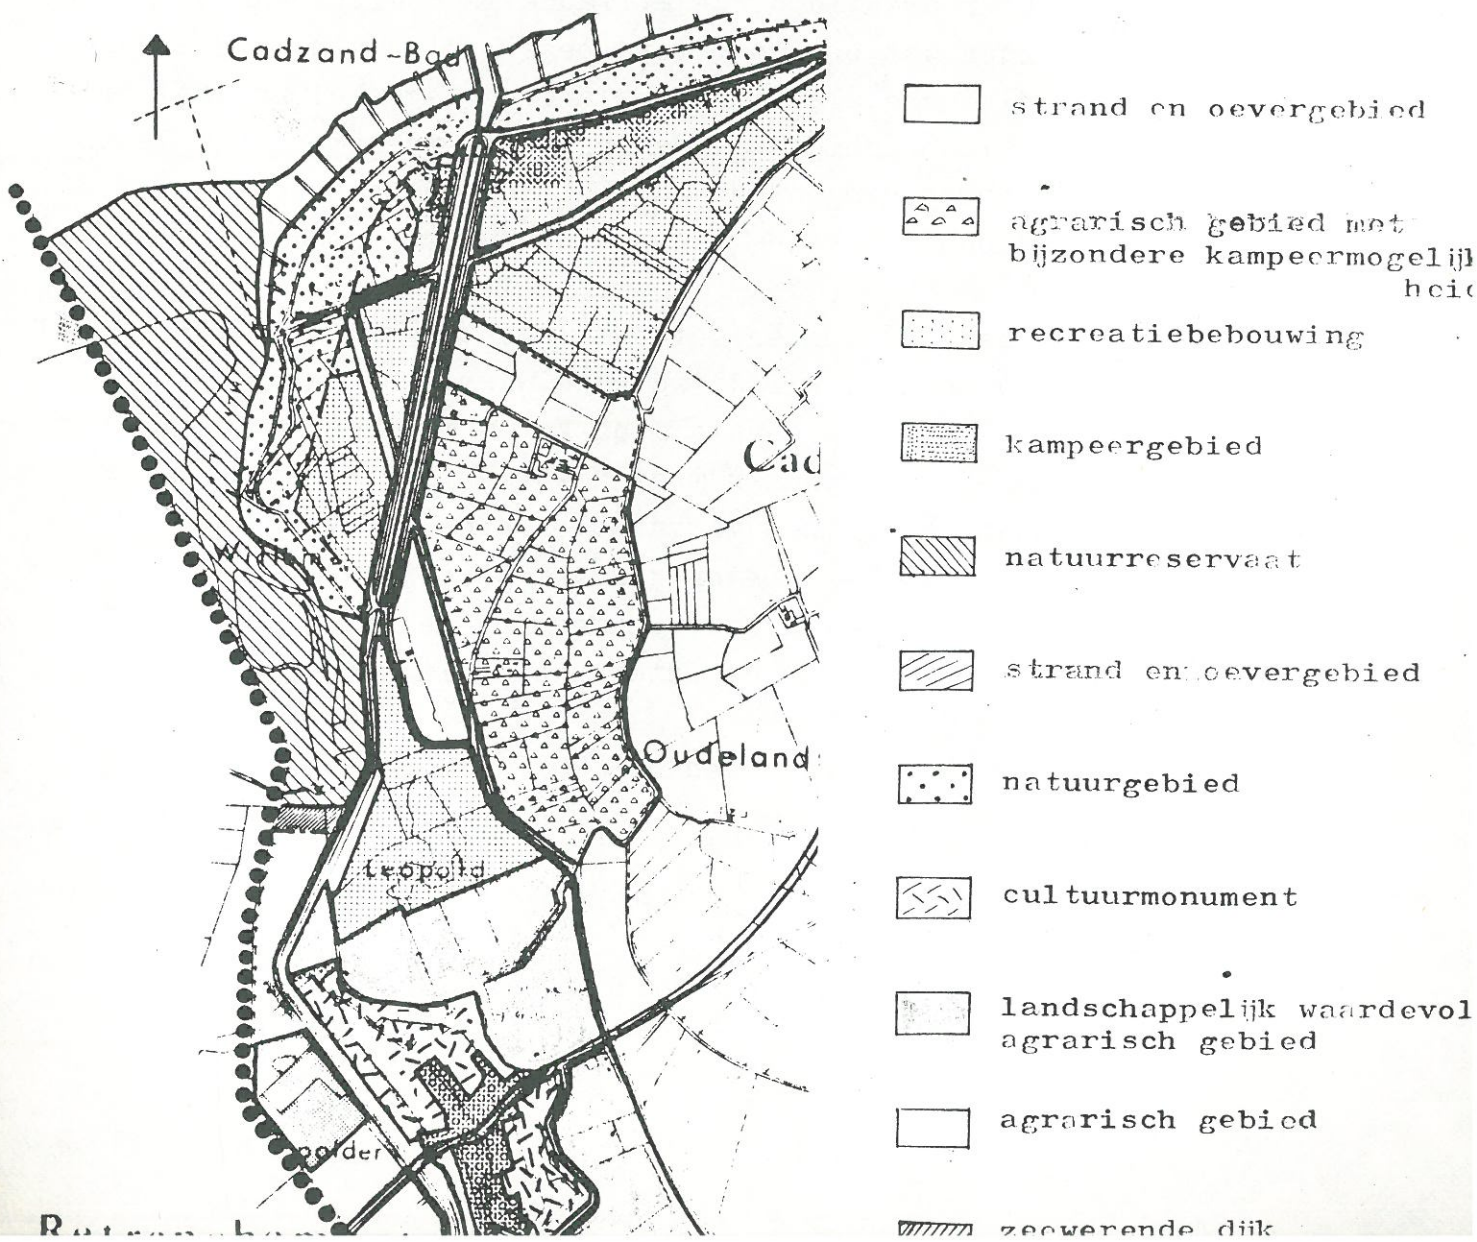 Cadzand-Bad
Cad
Oudeland
Leopold
polder
strand en oevergebied
agrarisch gebied met
bijzondere kampeermogelijk
heid
recreatiebebouwing
kampeergebied
natuurreservaat
strand en oevergebied
natuurgebied
cultuurmonument
landschappelijk waardevol
agrarisch gebied
agrarisch gebied
zeewerende dijk